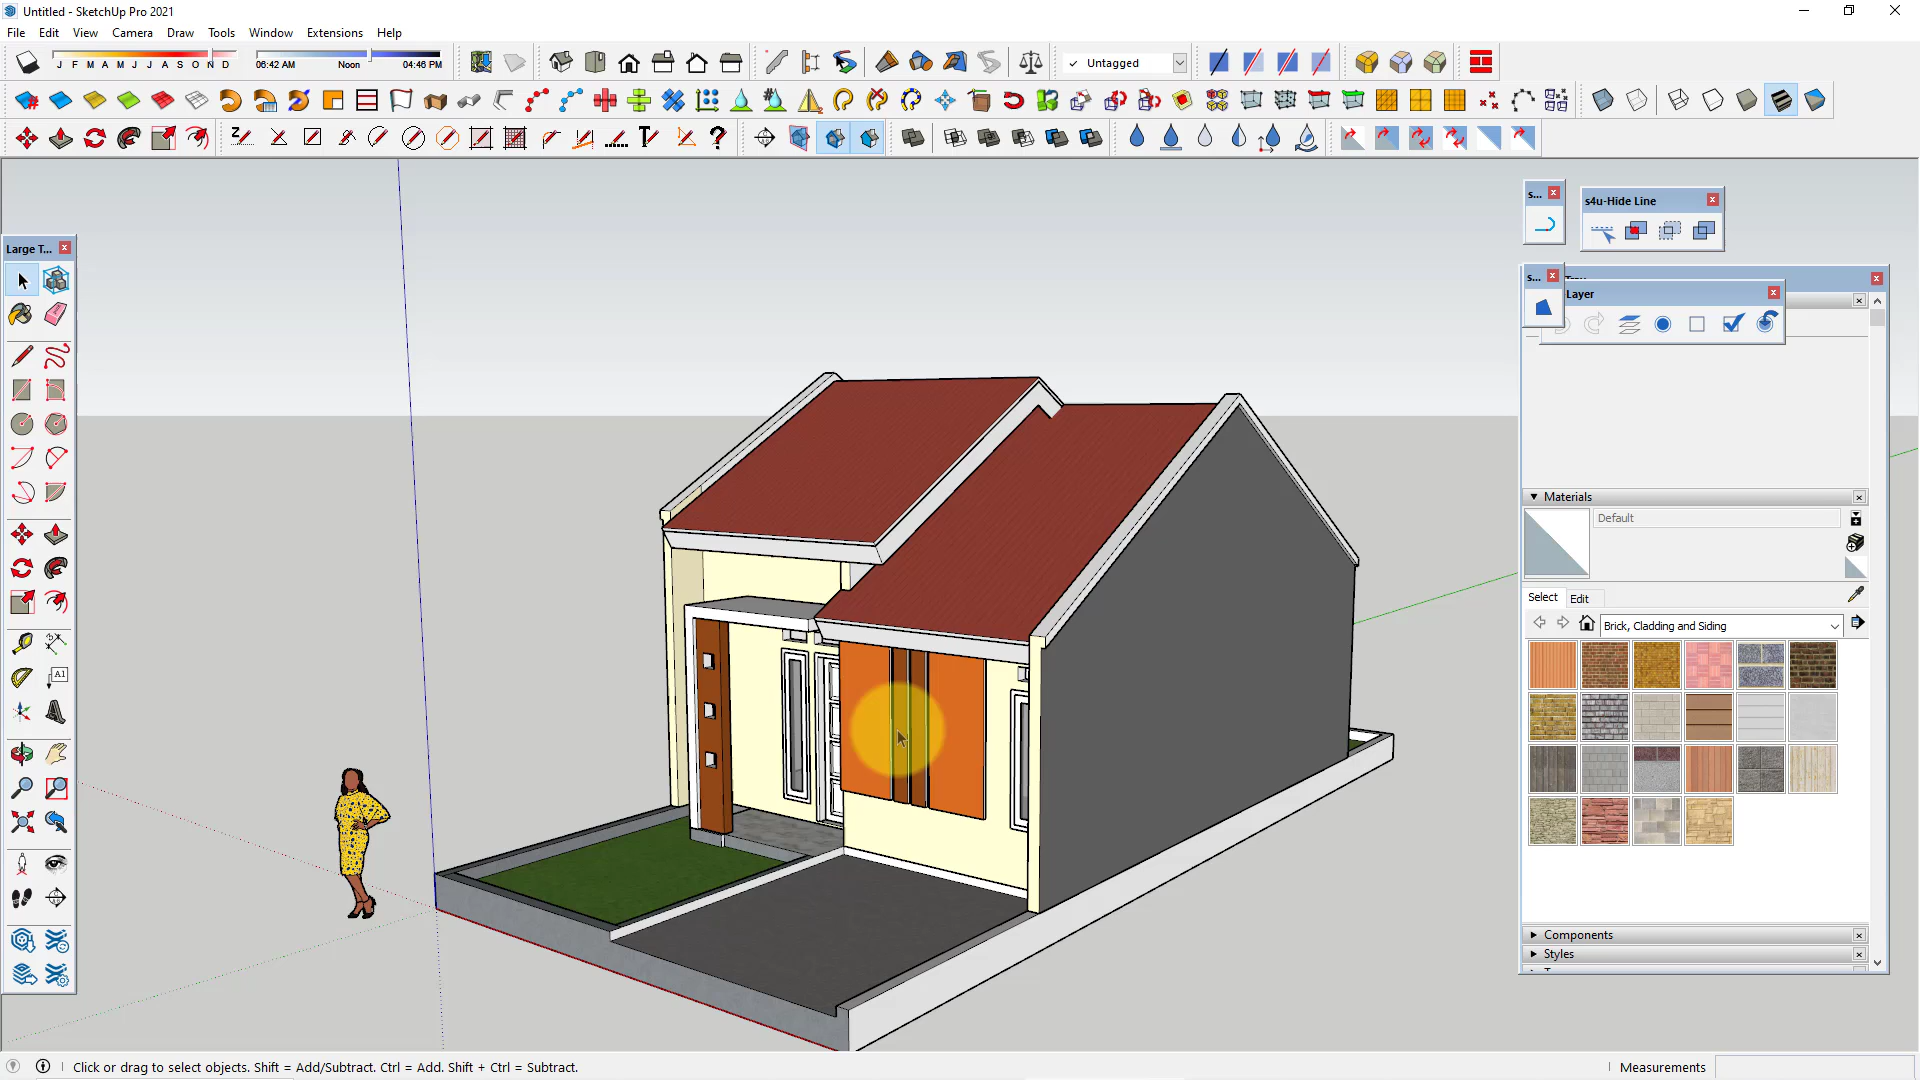 Untitled - SketchUp Pro 2021
File Edit View Camera Draw Tools Window Extensions Help
J F M A M J J A S O N D
06:42 AM Noon 04:46 PM
✓ Untagged
Large T...
A1
s...
s4u-Hide Line
s...
Layer
Materials
Default
Select Edit
Brick, Cladding and Siding
Components
Styles
Click or drag to select objects. Shift = Add/Subtract. Ctrl = Add. Shift + Ctrl = Subtract.
Measurements